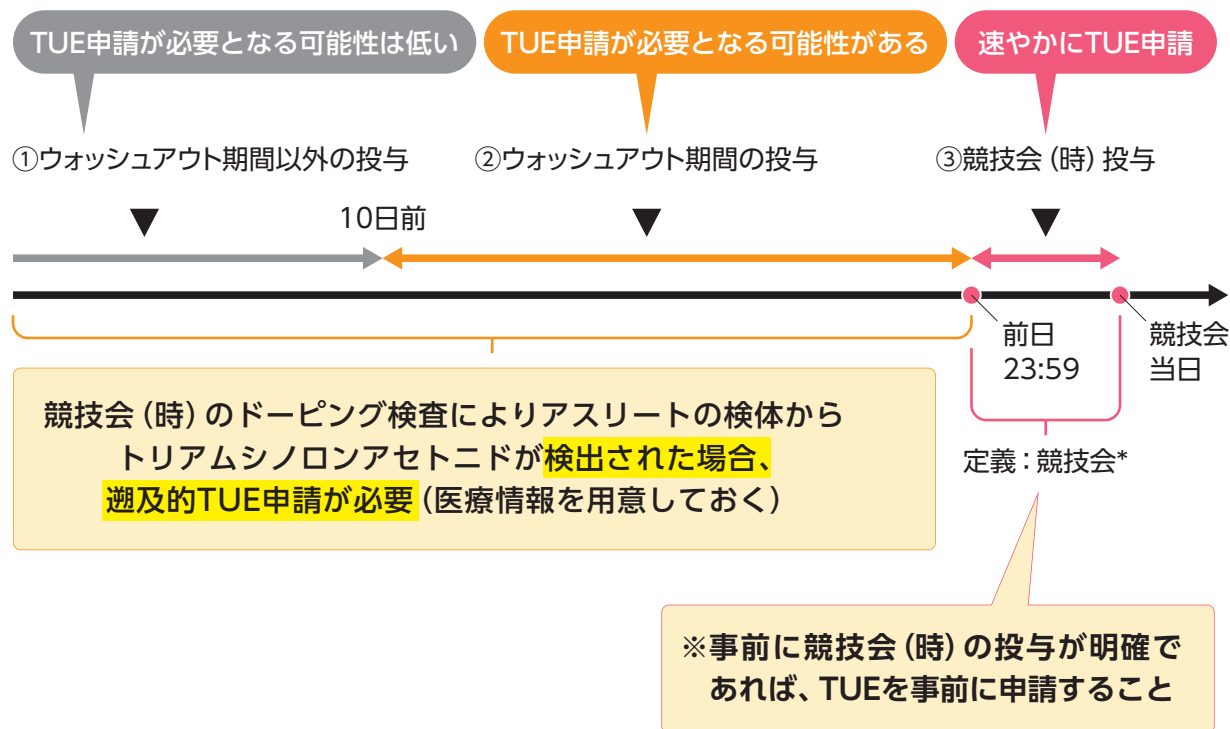 TUE申請が必要となる可能性は低い
TUE申請が必要となる可能性がある
速やかにTUE申請
①ウォッシュアウト期間以外の投与
②ウォッシュアウト期間の投与
③競技会（時）投与
10日前
前日
23:59
競技会
当日
競技会（時）のドーピング検査によりアスリートの検体から
トリアムシノロンアセトニドが検出された場合、
遡及的TUE申請が必要（医療情報を用意しておく）
定義：競技会*
※事前に競技会（時）の投与が明確で
あれば、TUEを事前に申請すること